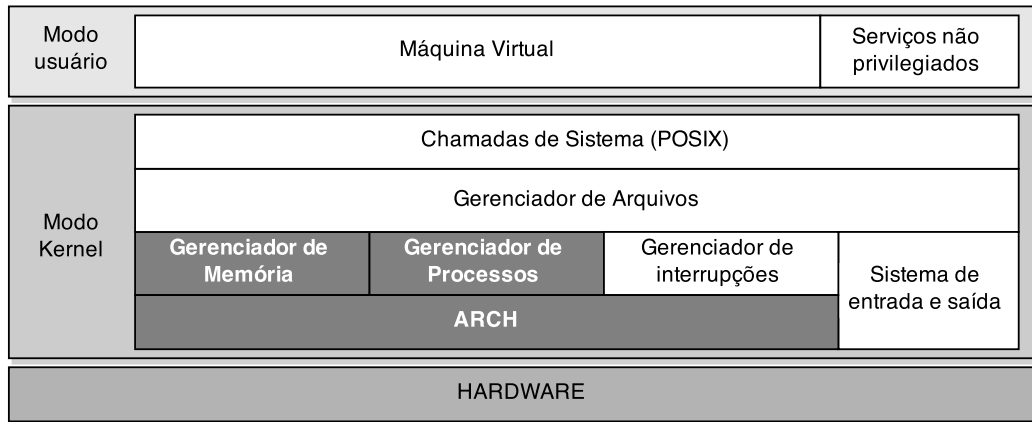 Modo
usuário
Máquina Virtual
Serviços não
privilegiados
Modo
Kernel
Chamadas de Sistema (POSIX)
Gerenciador de Arquivos
Gerenciador de
Memória
Gerenciador de
Processos
Gerenciador de
interrupções
Sistema de
entrada e saída
ARCH
HARDWARE